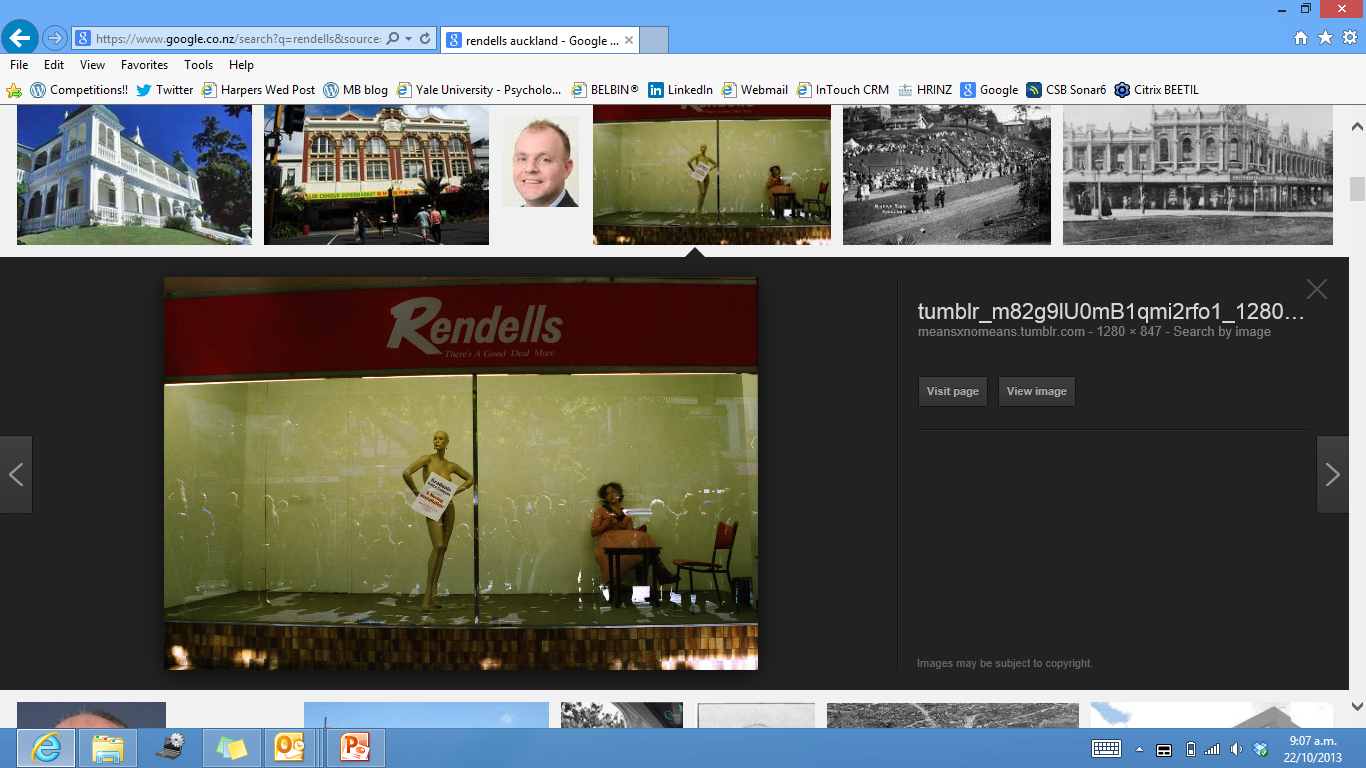 https://www.google.co.nz/search?q=rendells&source:
rendells auckland - Google ...
File Edit View Favorites Tools Help
Competitions!! Twitter Harpers Wed Post MB blog Yale University - Psycholo... BELBIN® LinkedIn Webmail InTouch CRM HRINZ Google CSB Sonar6 Citrix BEETIL
Rendells
Rendells
There's A Good Deal More
Graduate
tumblr_m82g9lU0mB1qmi2rfo1_1280...
meansxnomeans.tumblr.com - 1280 × 847 - Search by image
Visit page View image
Images may be subject to copyright.
9:07 a.m.
22/10/2013